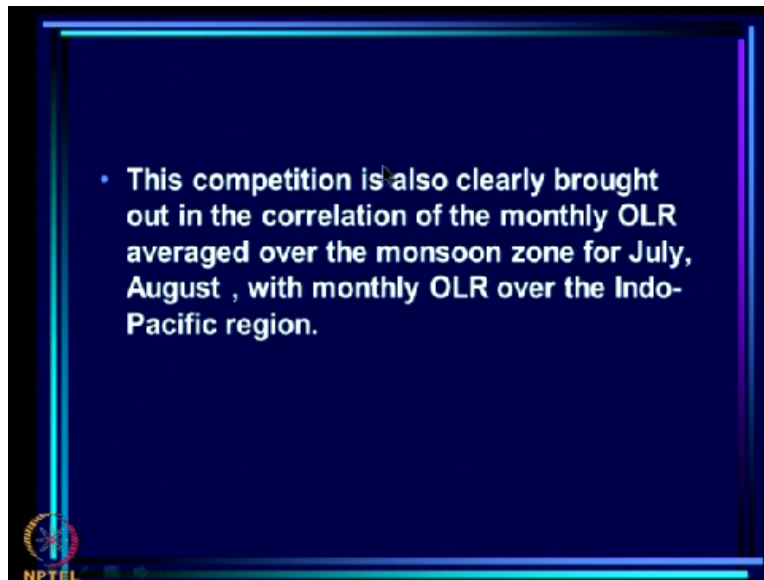 • This competition is also clearly brought
out in the correlation of the monthly OLR
averaged over the monsoon zone for July,
August , with monthly OLR over the Indo-
Pacific region.
NPTEL